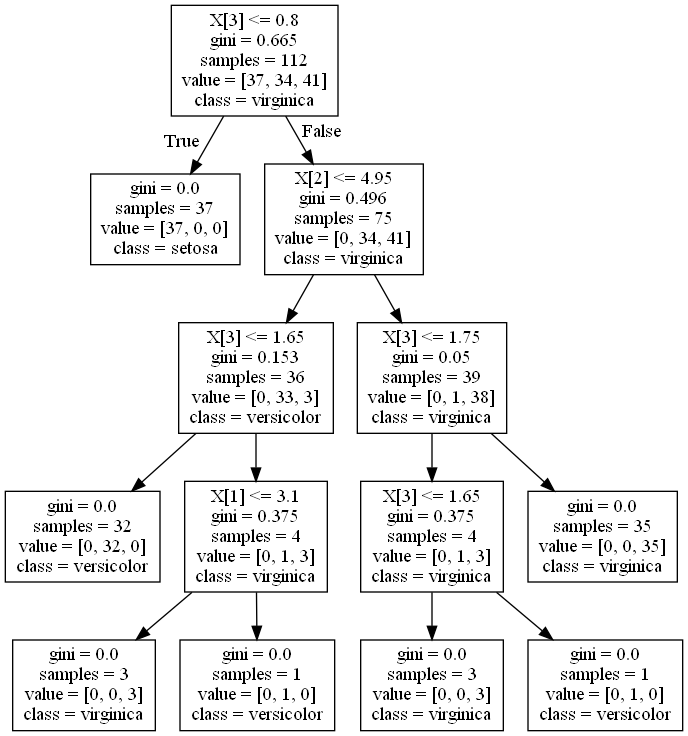 X[3] <= 0.8
gini = 0.665
samples = 112
value = [37, 34, 41]
class = virginica
True
False
gini = 0.0
samples = 37
value = [37, 0, 0]
class = setosa
X[2] <= 4.95
gini = 0.496
samples = 75
value = [0, 34, 41]
class = virginica
X[3] <= 1.65
gini = 0.153
samples = 36
value = [0, 33, 3]
class = versicolor
X[3] <= 1.75
gini = 0.05
samples = 39
value = [0, 1, 38]
class = virginica
gini = 0.0
samples = 32
value = [0, 32, 0]
class = versicolor
X[1] <= 3.1
gini = 0.375
samples = 4
value = [0, 1, 3]
class = virginica
X[3] <= 1.65
gini = 0.375
samples = 4
value = [0, 1, 3]
class = virginica
gini = 0.0
samples = 35
value = [0, 0, 35]
class = virginica
gini = 0.0
samples = 3
value = [0, 0, 3]
class = virginica
gini = 0.0
samples = 1
value = [0, 1, 0]
class = versicolor
gini = 0.0
samples = 3
value = [0, 0, 3]
class = virginica
gini = 0.0
samples = 1
value = [0, 1, 0]
class = versicolor